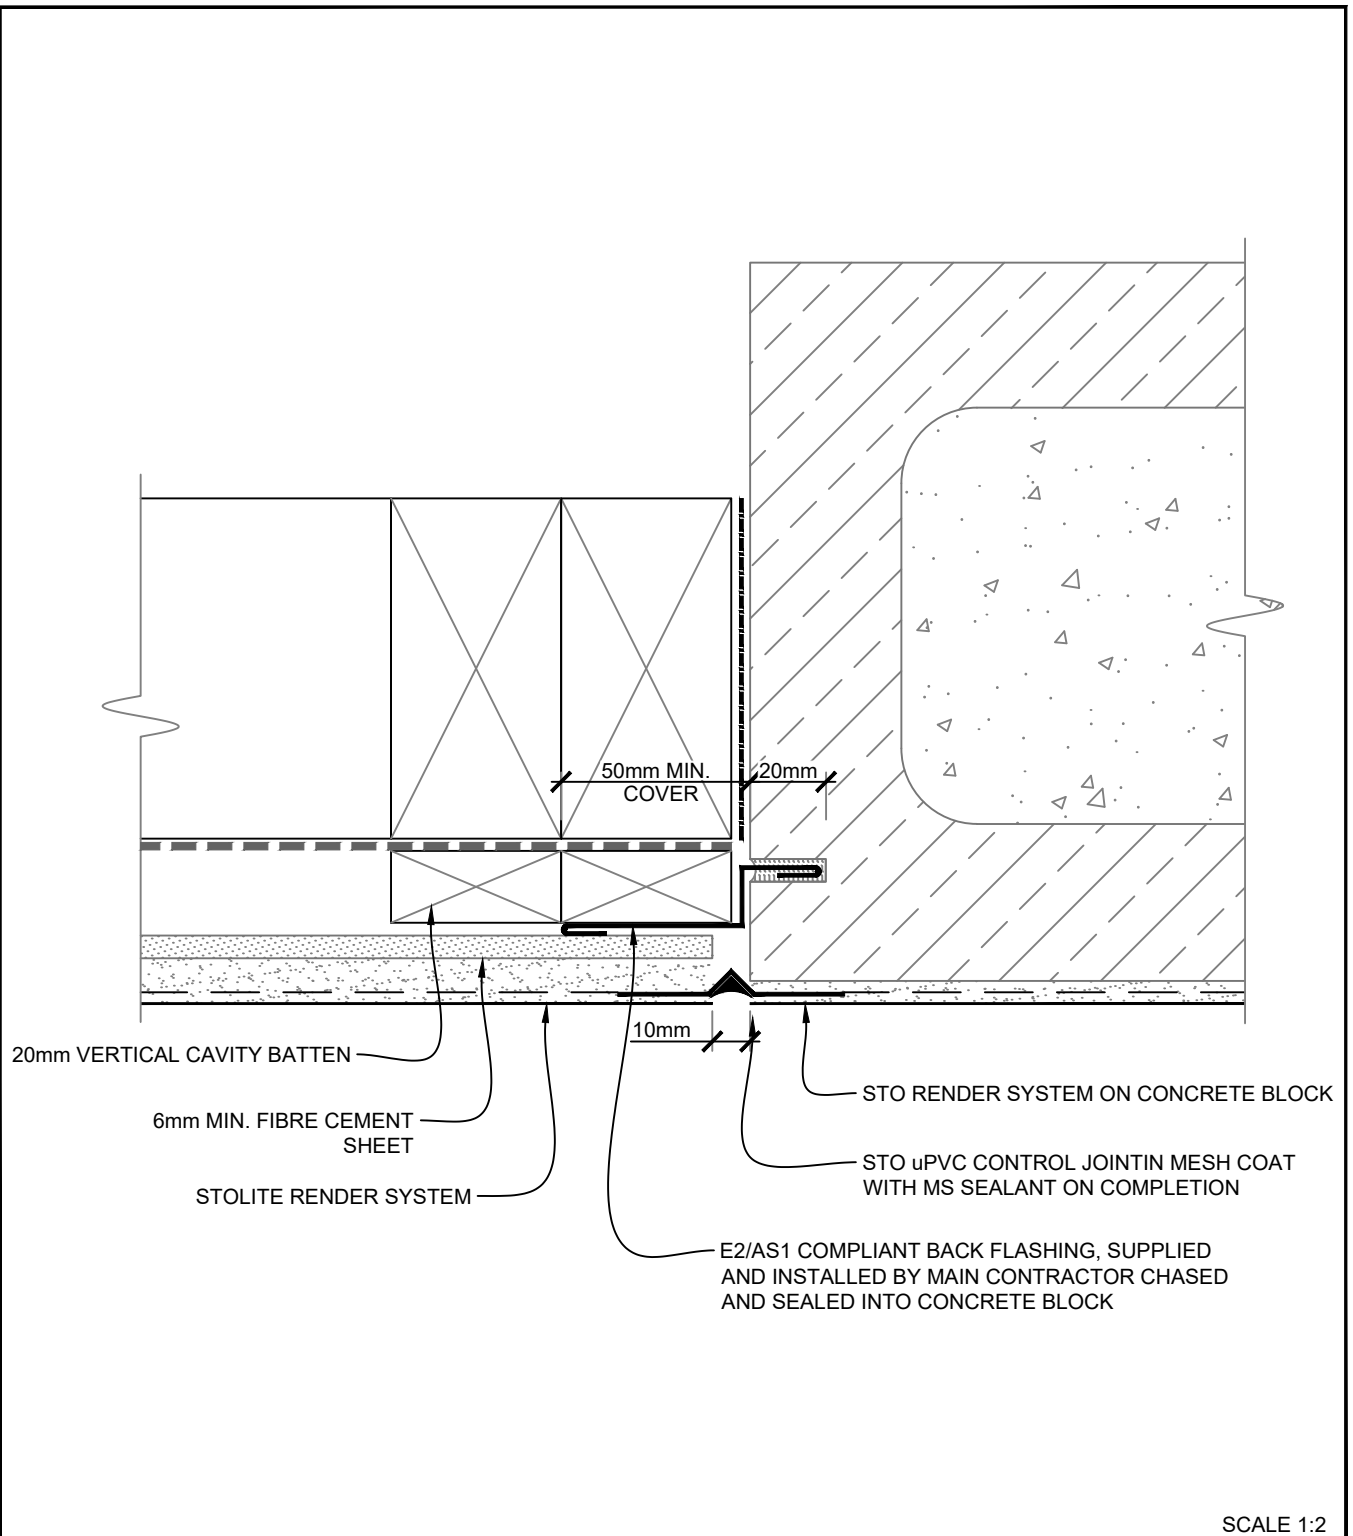 50mm MIN.
COVER
20mm
10mm
20mm VERTICAL CAVITY BATTEN
6mm MIN. FIBRE CEMENT
SHEET
STOLITE RENDER SYSTEM
STO RENDER SYSTEM ON CONCRETE BLOCK
STO uPVC CONTROL JOINTIN MESH COAT
WITH MS SEALANT ON COMPLETION
E2/AS1 COMPLIANT BACK FLASHING, SUPPLIED
AND INSTALLED BY MAIN CONTRACTOR CHASED
AND SEALED INTO CONCRETE BLOCK
SCALE 1:2